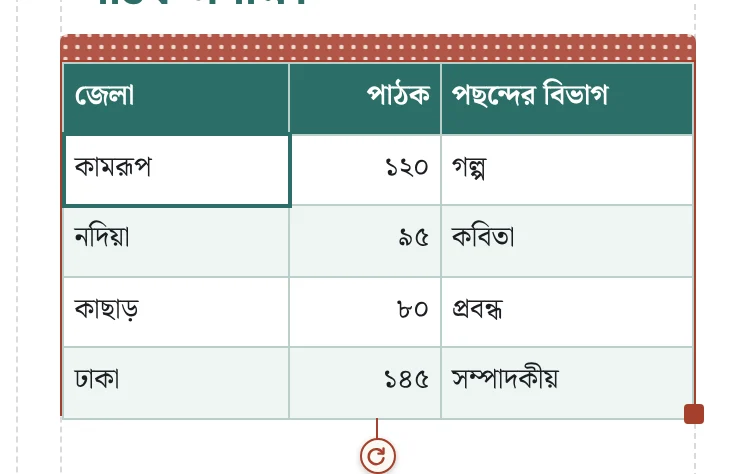 জেলা পাঠক পছন্দের বিভাগ
কামরূপ ১২০ গল্প
নদিয়া ৯৫ কবিতা
কাছাড় ৮০ প্রবন্ধ
ঢাকা ১৪৫ সম্পাদকীয়